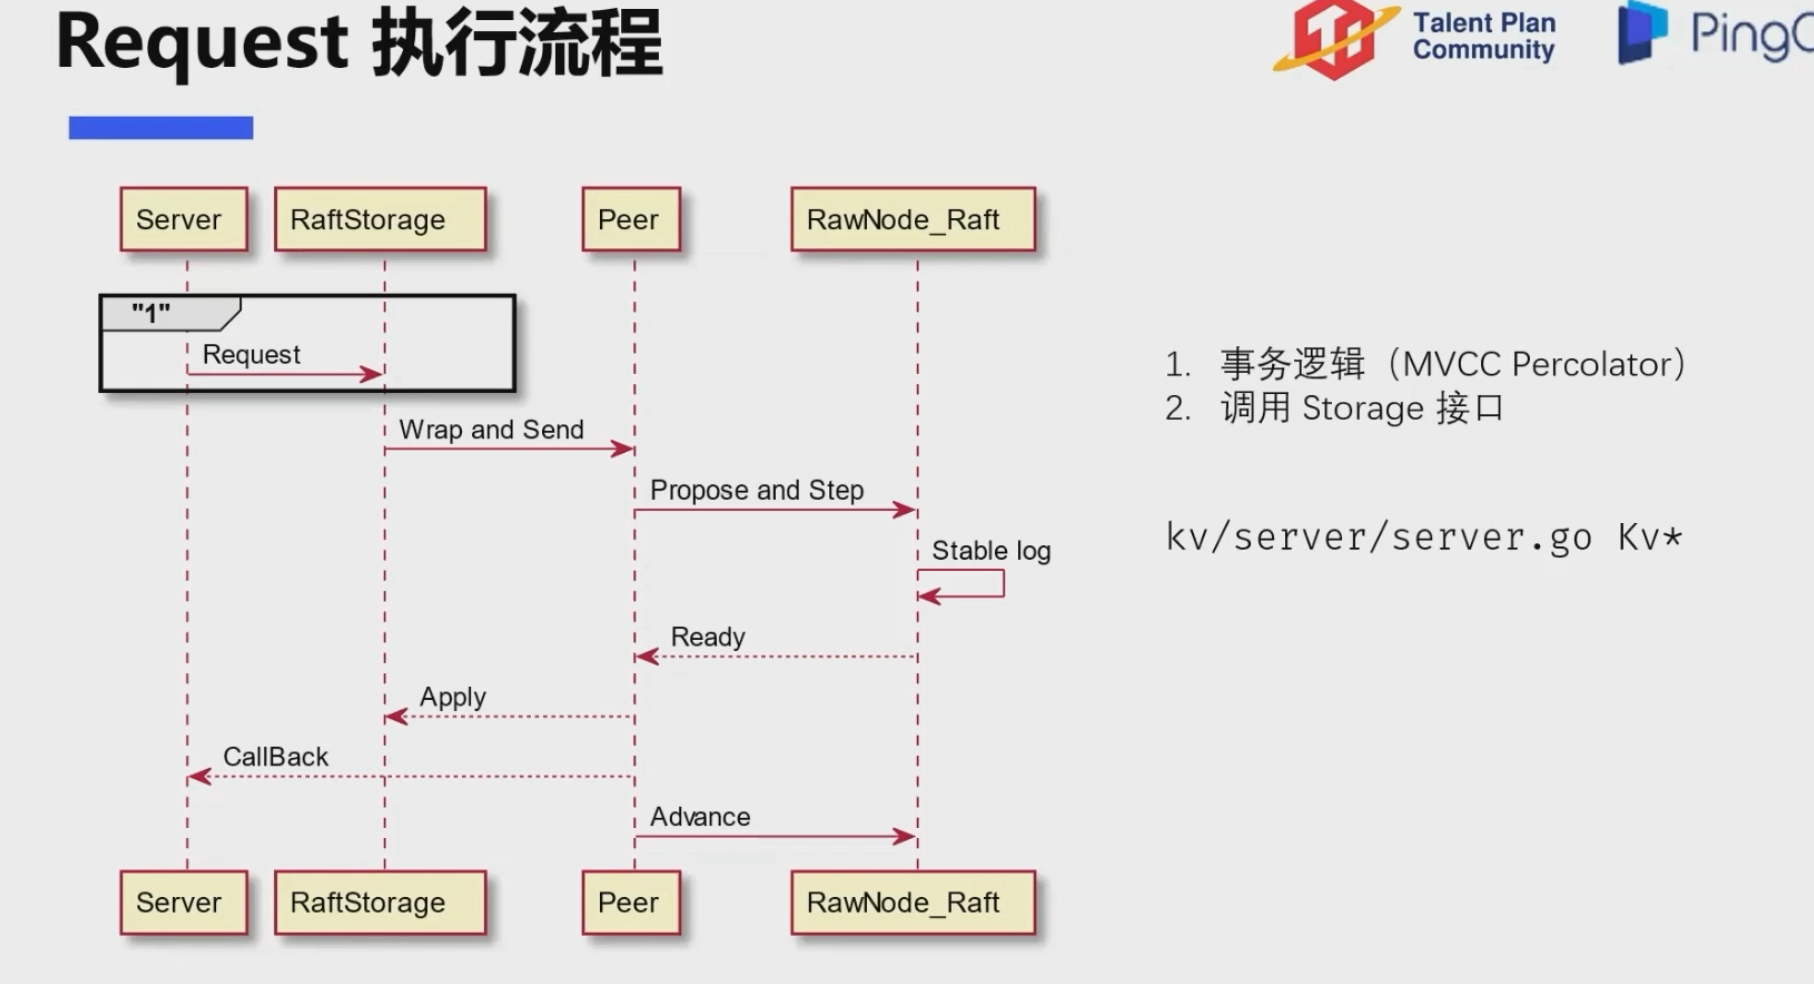 Request 执行流程
Talent Plan
Community
Ping
Server
RaftStorage
Peer
RawNode_Raft
"1"
Request
Wrap and Send
Propose and Step
Stable log
Ready
Apply
CallBack
Advance
Server
RaftStorage
Peer
RawNode_Raft
1. 事务逻辑（MVCC Percolator）
2. 调用 Storage 接口
kv/server/server.go Kv*